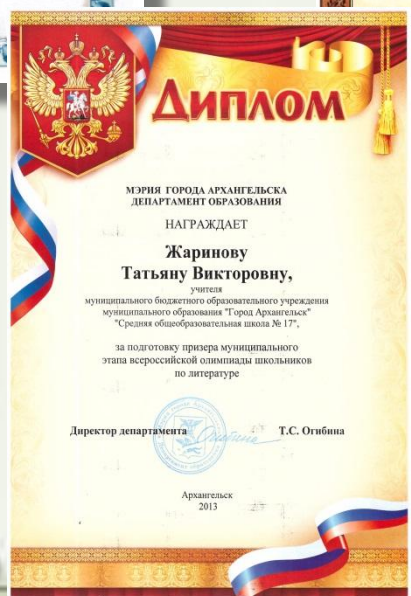 ДИПЛОМ
МЭРИЯ ГОРОДА АРХАНГЕЛЬСКА
ДЕПАРТАМЕНТ ОБРАЗОВАНИЯ
НАГРАЖДАЕТ
Жаринову
Татьяну Викторовну,
учителя
муниципального бюджетного образовательного учреждения
муниципального образования "Город Архангельск"
"Средняя общеобразовательная школа № 17",
за подготовку призера муниципального
этапа всероссийской олимпиады школьников
по литературе
Директор департамента Т.С. Огибина
Архангельск
2013